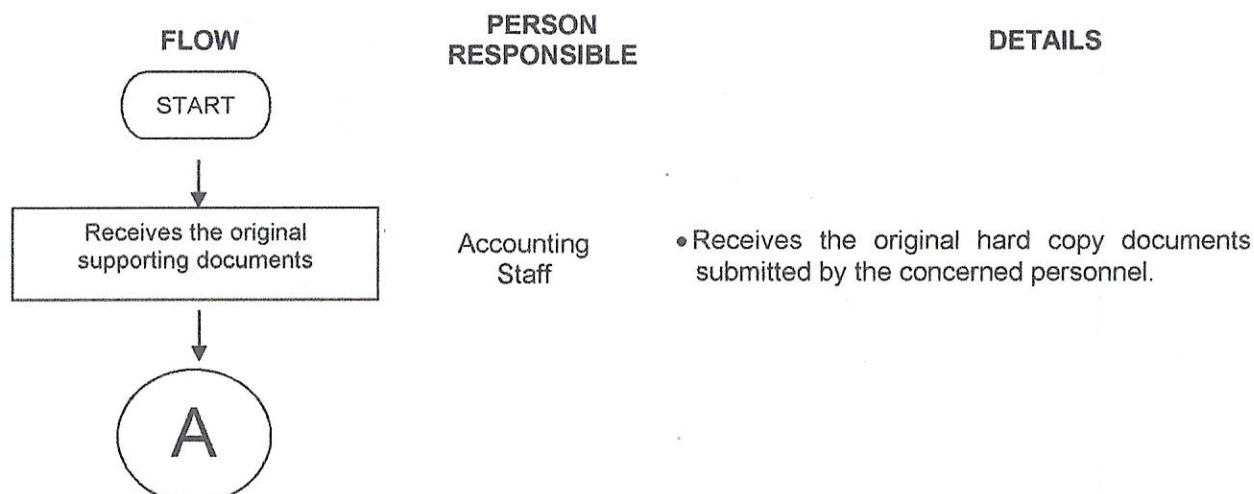 FLOW
PERSON
RESPONSIBLE
DETAILS
START
Receives the original
supporting documents
Accounting
Staff
•Receives the original hard copy documents
submitted by the concerned personnel.
A